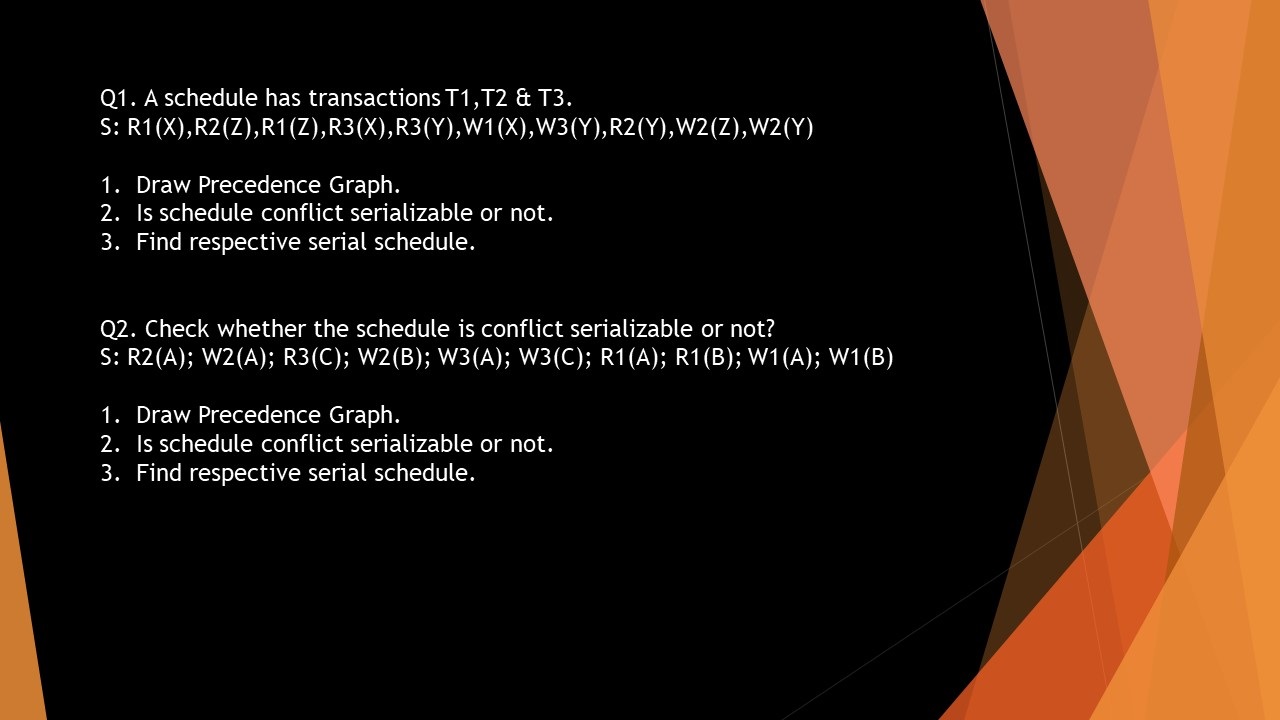 Q1. A schedule has transactions T1,T2 & T3.
S: R1(X),R2(Z),R1(Z),R3(X),R3(Y),W1(X),W3(Y),R2(Y),W2(Z),W2(Y)
1. Draw Precedence Graph.
2. Is schedule conflict serializable or not.
3. Find respective serial schedule.
Q2. Check whether the schedule is conflict serializable or not?
S: R2(A); W2(A); R3(C); W2(B); W3(A); W3(C); R1(A); R1(B); W1(A); W1(B)
1. Draw Precedence Graph.
2. Is schedule conflict serializable or not.
3. Find respective serial schedule.